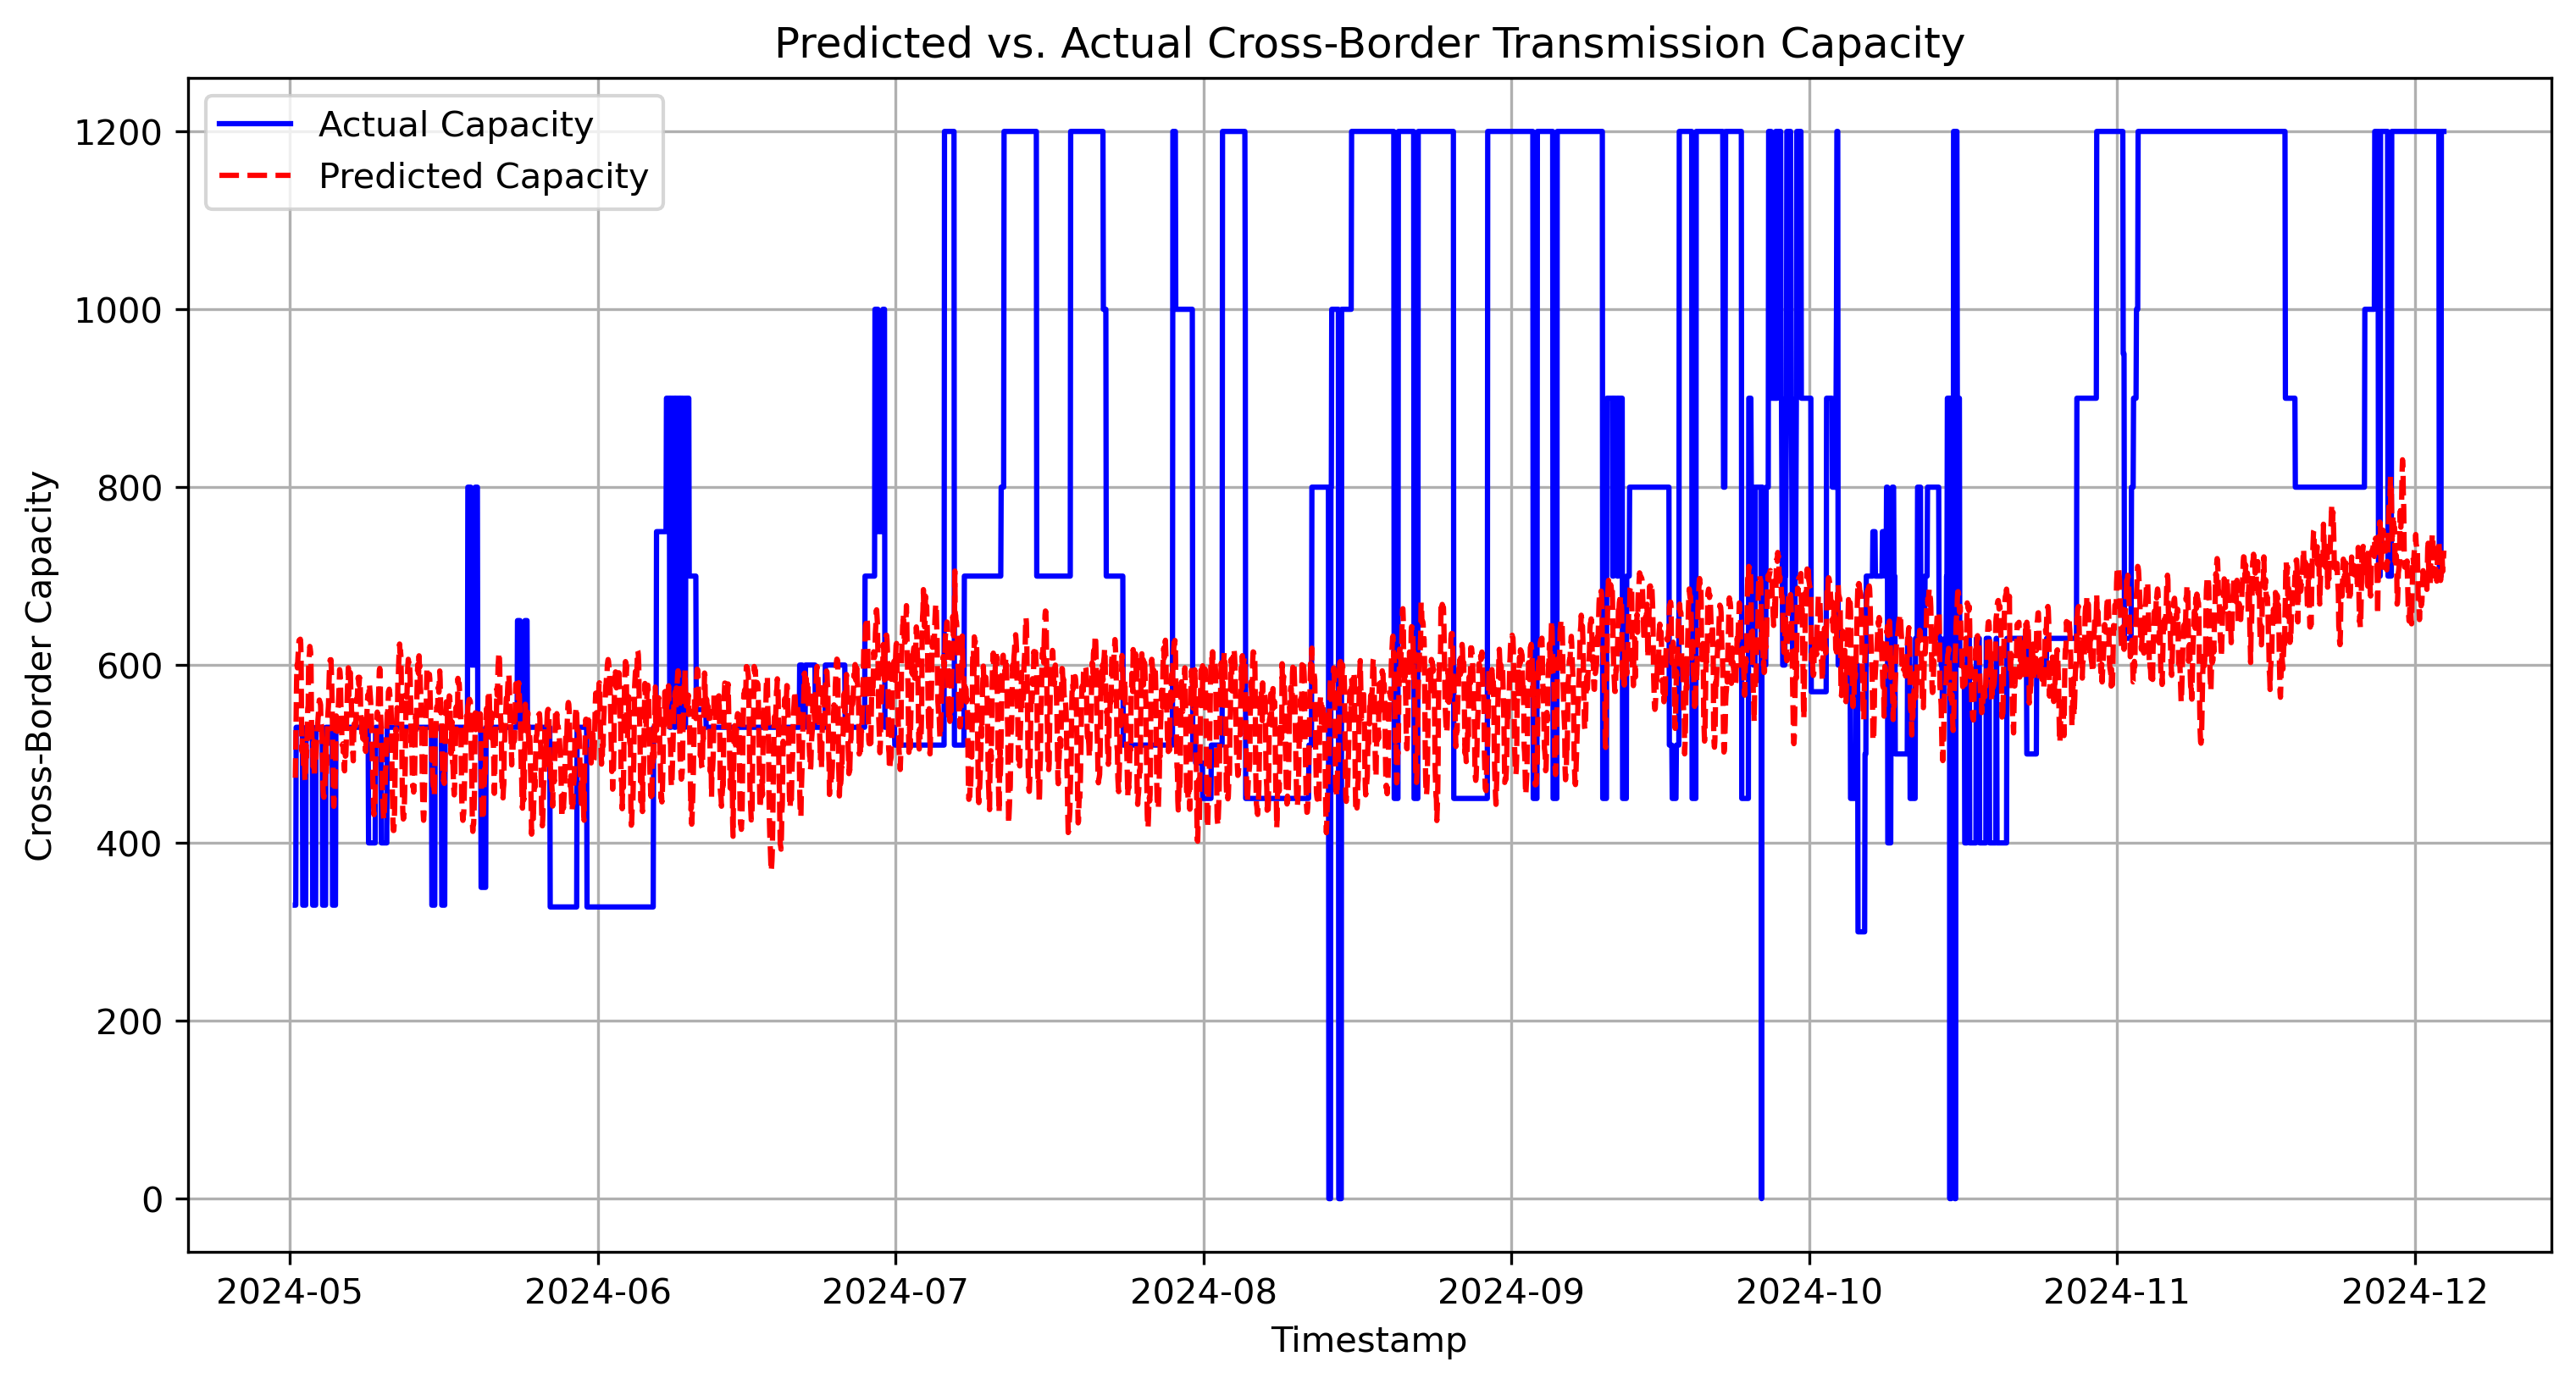 Predicted vs. Actual Cross-Border Transmission Capacity
Actual Capacity
Predicted Capacity
Cross-Border Capacity
1200
1000
800
600
400
200
0
2024-05 2024-06 2024-07 2024-08 2024-09 2024-10 2024-11 2024-12
Timestamp